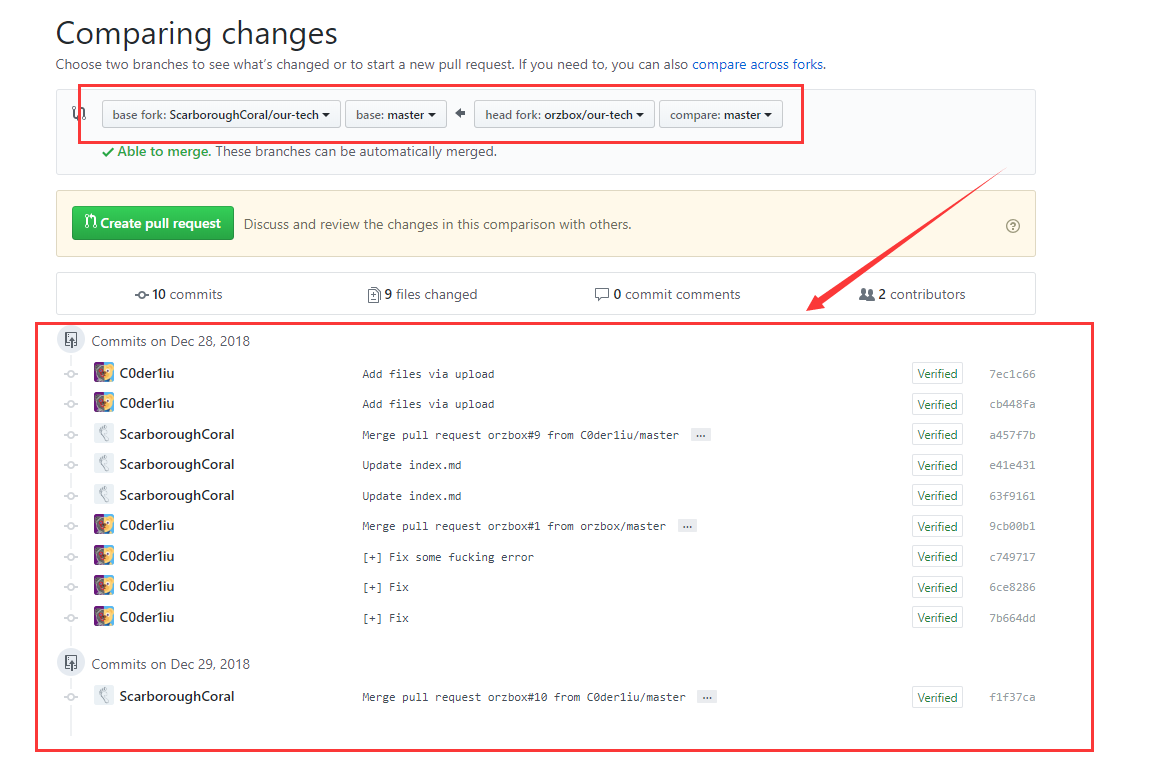 Comparing changes
Choose two branches to see what's changed or to start a new pull request. If you need to, you can also compare across forks.
base fork: ScarboroughCoral/our-tech base: master head fork: orzbox/our-tech compare: master
Able to merge. These branches can be automatically merged.
Create pull request Discuss and review the changes in this comparison with others.
10 commits 9 files changed 0 commit comments 2 contributors
Commits on Dec 28, 2018
C0der1iu Add files via upload Verified 7ec1c66
C0der1iu Add files via upload Verified cb448fa
ScarboroughCoral Merge pull request orzbox#9 from C0der1iu/master … Verified a457f7b
ScarboroughCoral Update index.md Verified e41e431
ScarboroughCoral Update index.md Verified 63f9161
C0der1iu Merge pull request orzbox#1 from orzbox/master … Verified 9cb00b1
C0der1iu [+] Fix some fucking error Verified c749717
C0der1iu [+] Fix Verified 6ce8286
C0der1iu [+] Fix Verified 7b664dd
Commits on Dec 29, 2018
ScarboroughCoral Merge pull request orzbox#10 from C0der1iu/master … Verified f1f37ca